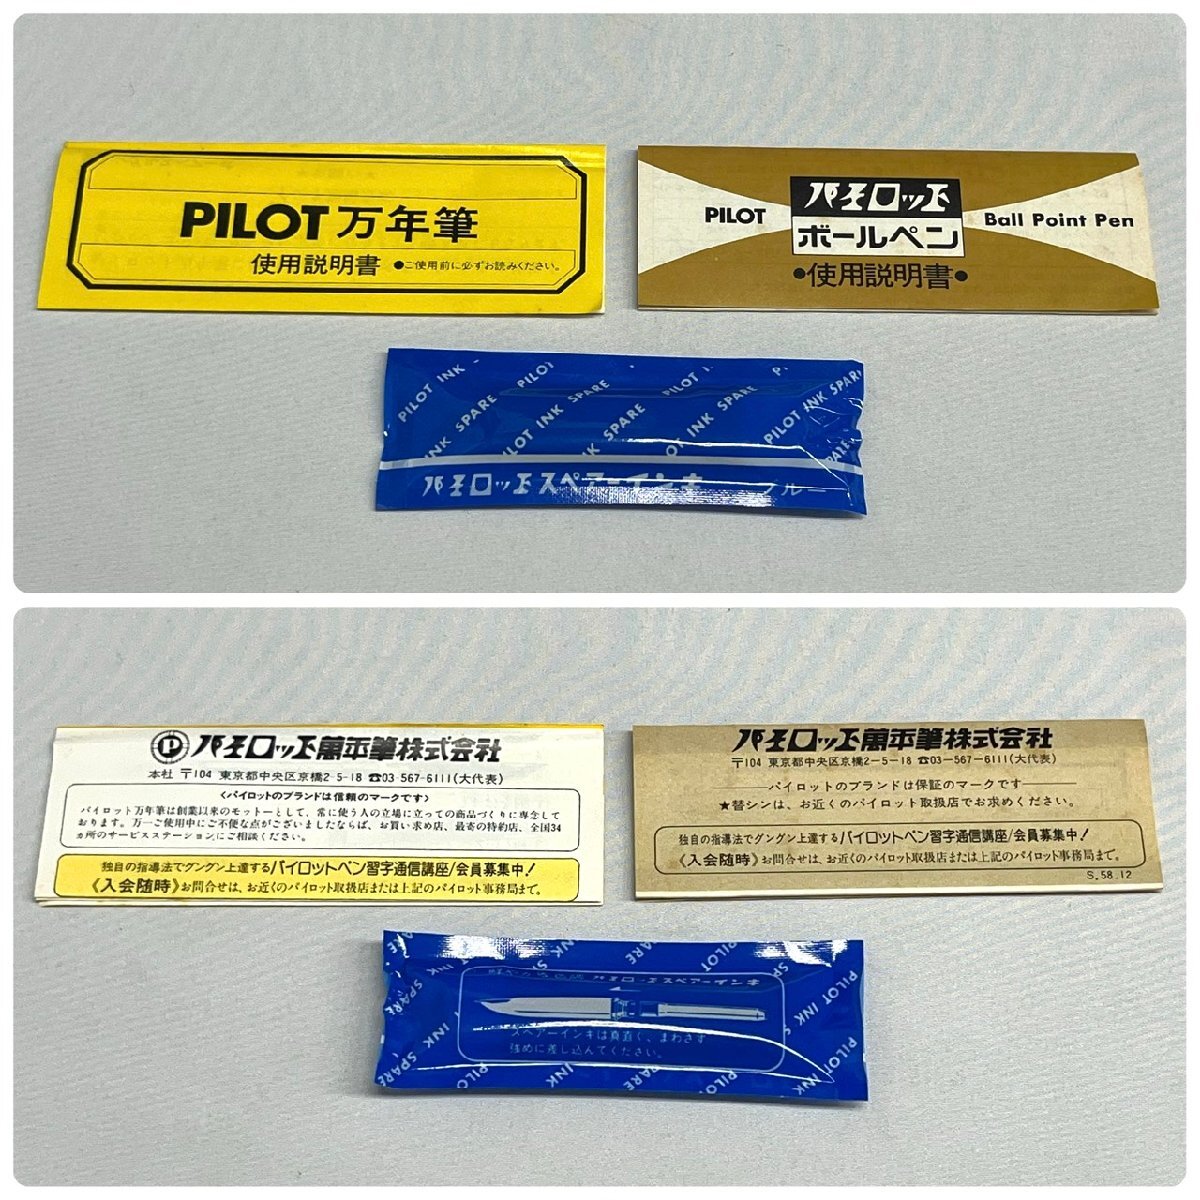 PILOT 万年筆
使用説明書 ●ご使用前に必ずお読みください。
パイロット
PILOT
Ball Point Pen
ボールペン
●使用説明書●
PILOT INK SPARE PILOT INK SPARE PILOT INK SPARE
パイロットスペアーインキ ブルー
パイロット萬年筆株式会社
本社 〒104 東京都中央区京橋2-5-18 ☎03-567-6111(大代表)
〈パイロットのブランドは信頼のマークです〉
パイロット万年筆は創業以来のモットーとして、常に使う人の立場に立っての商品づくりに専念して
おります。万一ご使用中にご不便な点がございましたならば、お買い求め店、最寄の特約店、全国34
ヵ所のサービスステーションにご相談ください。
独自の指導法でグングン上達するパイロットペン習字通信講座/会員募集中!
《入会随時》お問合せは、お近くのパイロット取扱店または上記のパイロット事務局まで。
パイロット萬年筆株式会社
〒104 東京都中央区京橋2-5-18 ☎03-567-6111(大代表)
パイロットのブランドは保証のマークです
★替シンは、お近くのパイロット取扱店でお求めください。
独自の指導法でグングン上達するパイロットペン習字通信講座/会員募集中!
《入会随時》お問合せは、お近くのパイロット取扱店または上記のパイロット事務局まで。
S.58.12
パイロットスペアーインキ
スペアーインキは真直ぐ、まわさず
強めに差し込んでください。
PILOT INK SPARE